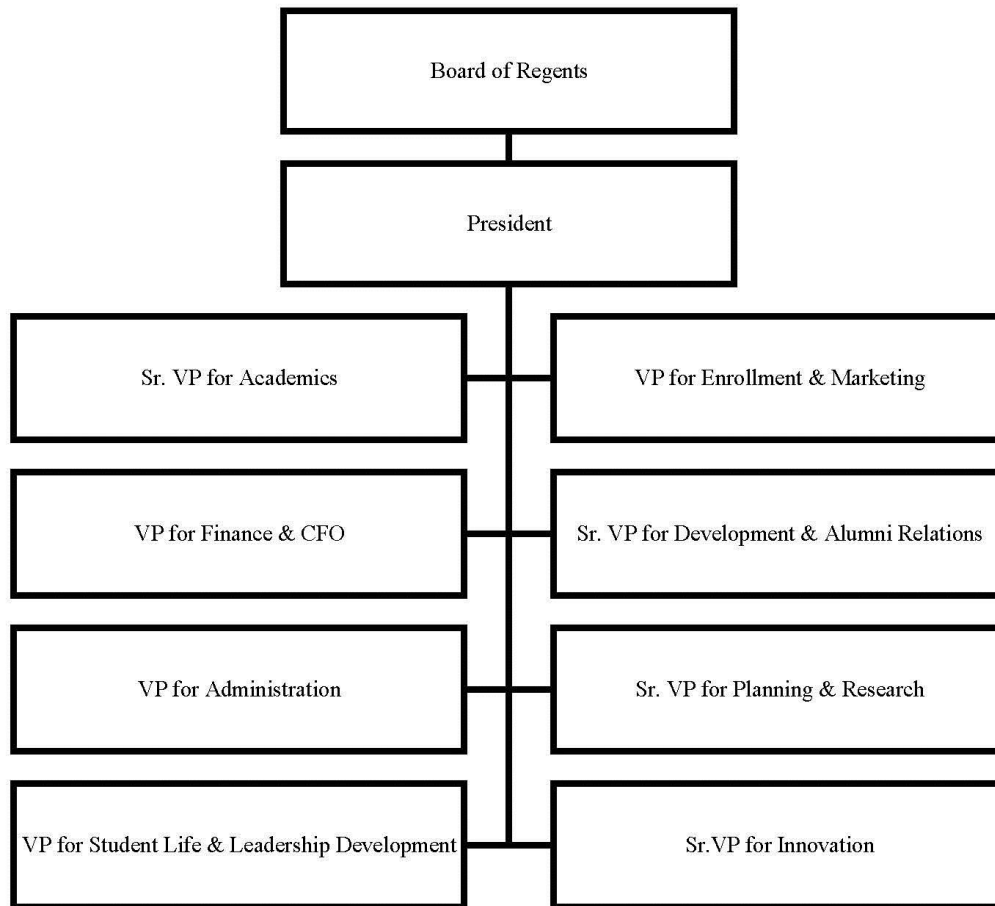 Board of Regents
President
Sr. VP for Academics
VP for Enrollment & Marketing
VP for Finance & CFO
Sr. VP for Development & Alumni Relations
VP for Administration
Sr. VP for Planning & Research
VP for Student Life & Leadership Development
Sr.VP for Innovation